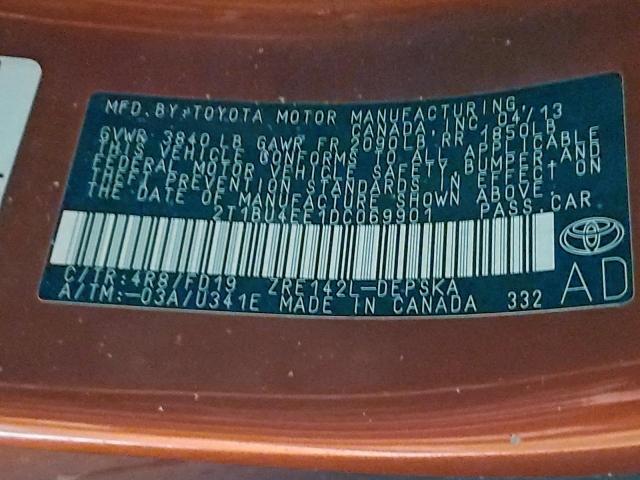 MFD. BY: TOYOTA MOTOR MANUFACTURING,
CANADA, INC. 04/13
GVWR 3840 LB GAWR FR 2090LB RR 1850LB
THIS VEHICLE CONFORMS TO ALL APPLICABLE
FEDERAL MOTOR VEHICLE SAFETY, BUMPER, AND
THEFT PREVENTION STANDARDS IN EFFECT ON
THE DATE OF MANUFACTURE SHOWN ABOVE.
2T1BU4EE1DC069901 PASS. CAR
C/TR:4R8/FD19 ZRE142L-DEPSKA
A/TM:-03A/U341E MADE IN CANADA 332
AD